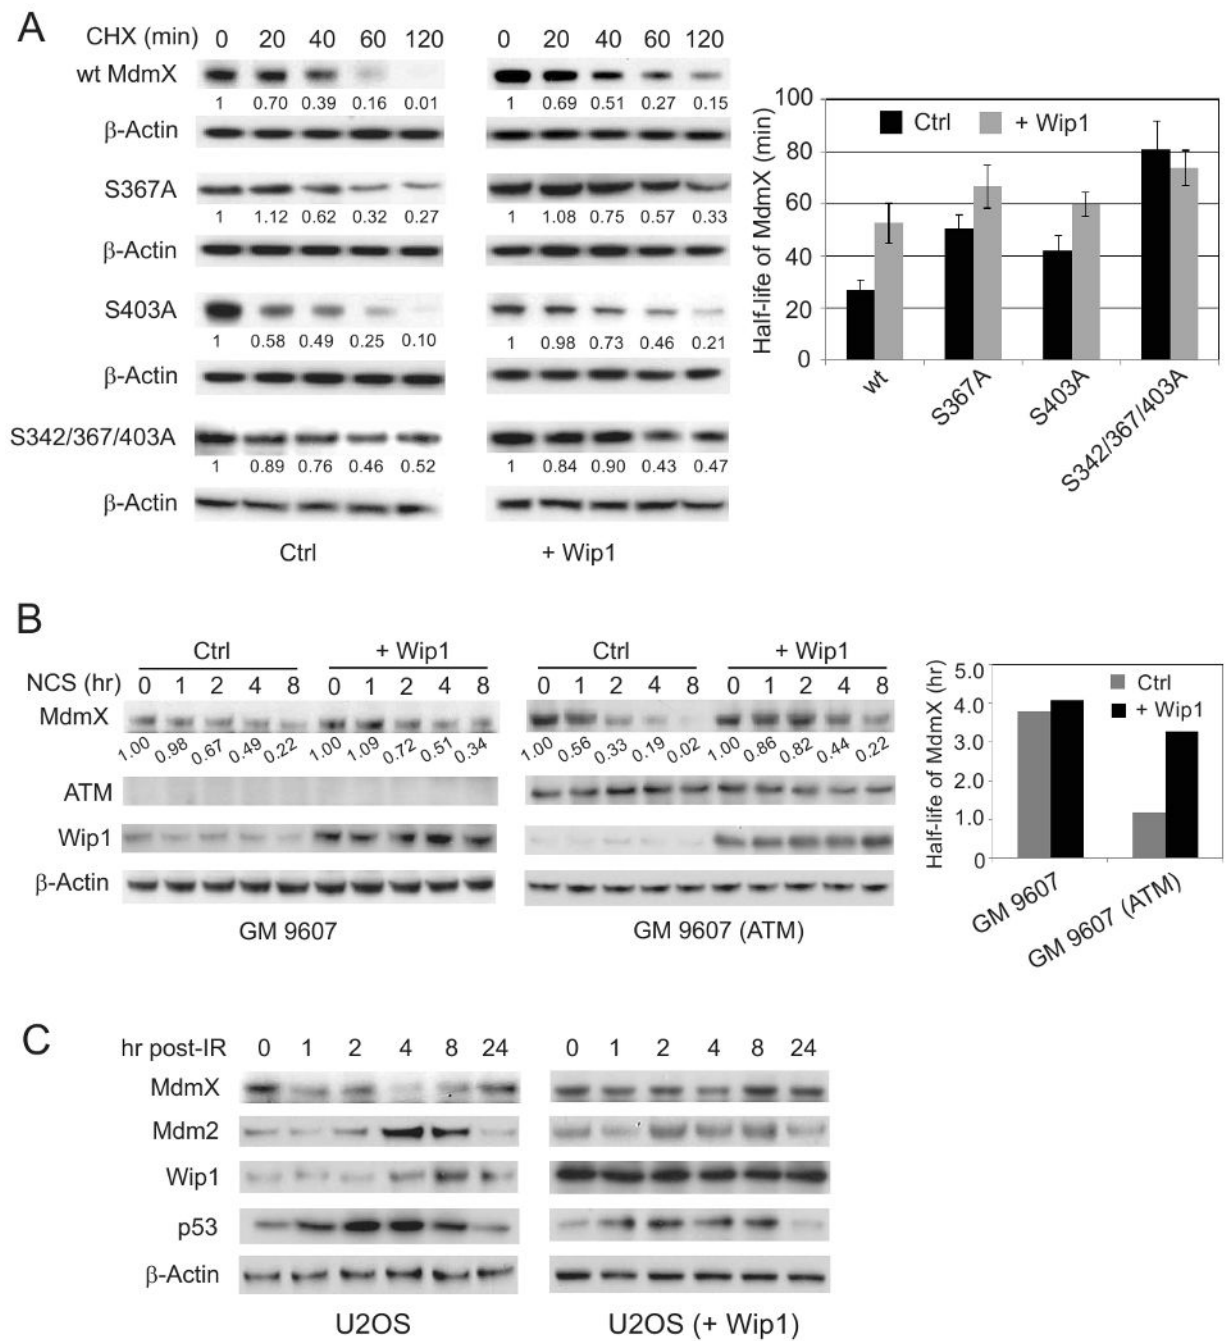 A
CHX (min) 0 20 40 60 120 0 20 40 60 120
wt MdmX
1 0.70 0.39 0.16 0.01 1 0.69 0.51 0.27 0.15
β-Actin
S367A
1 1.12 0.62 0.32 0.27 1 1.08 0.75 0.57 0.33
β-Actin
S403A
1 0.58 0.49 0.25 0.10 1 0.98 0.73 0.46 0.21
β-Actin
S342/367/403A
1 0.89 0.76 0.46 0.52 1 0.84 0.90 0.43 0.47
β-Actin
Ctrl + Wip1
Half-life of MdmX (min)
100
80
60
40
20
0
Ctrl + Wip1
wt S367A S403A S342/367/403A
B
Ctrl + Wip1 Ctrl + Wip1
NCS (hr) 0 1 2 4 8 0 1 2 4 8 0 1 2 4 8 0 1 2 4 8
MdmX
1.00 0.98 0.67 0.49 0.22 1.00 1.09 0.72 0.51 0.34 1.00 0.56 0.33 0.19 0.02 1.00 0.86 0.82 0.44 0.22
ATM
Wip1
β-Actin
GM 9607 GM 9607 (ATM)
Half-life of MdmX (hr)
5.0
4.0
3.0
2.0
1.0
0
Ctrl
+ Wip1
GM 9607 GM 9607 (ATM)
C
hr post-IR 0 1 2 4 8 24 0 1 2 4 8 24
MdmX
Mdm2
Wip1
p53
β-Actin
U2OS U2OS (+ Wip1)